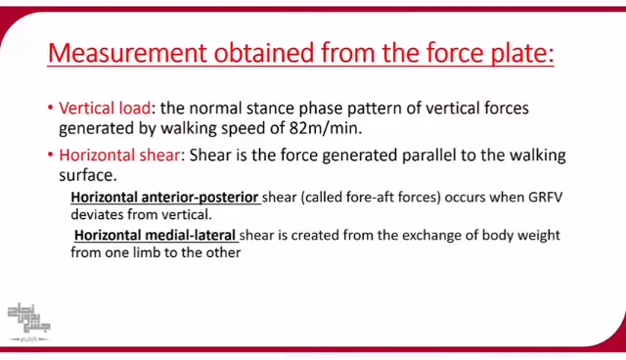 Measurement obtained from the force plate:
• Vertical load: the normal stance phase pattern of vertical forces
generated by walking speed of 82m/min.
• Horizontal shear: Shear is the force generated parallel to the walking
surface.
Horizontal anterior-posterior shear (called fore-aft forces) occurs when GRFV
deviates from vertical.
Horizontal medial-lateral shear is created from the exchange of body weight
from one limb to the other